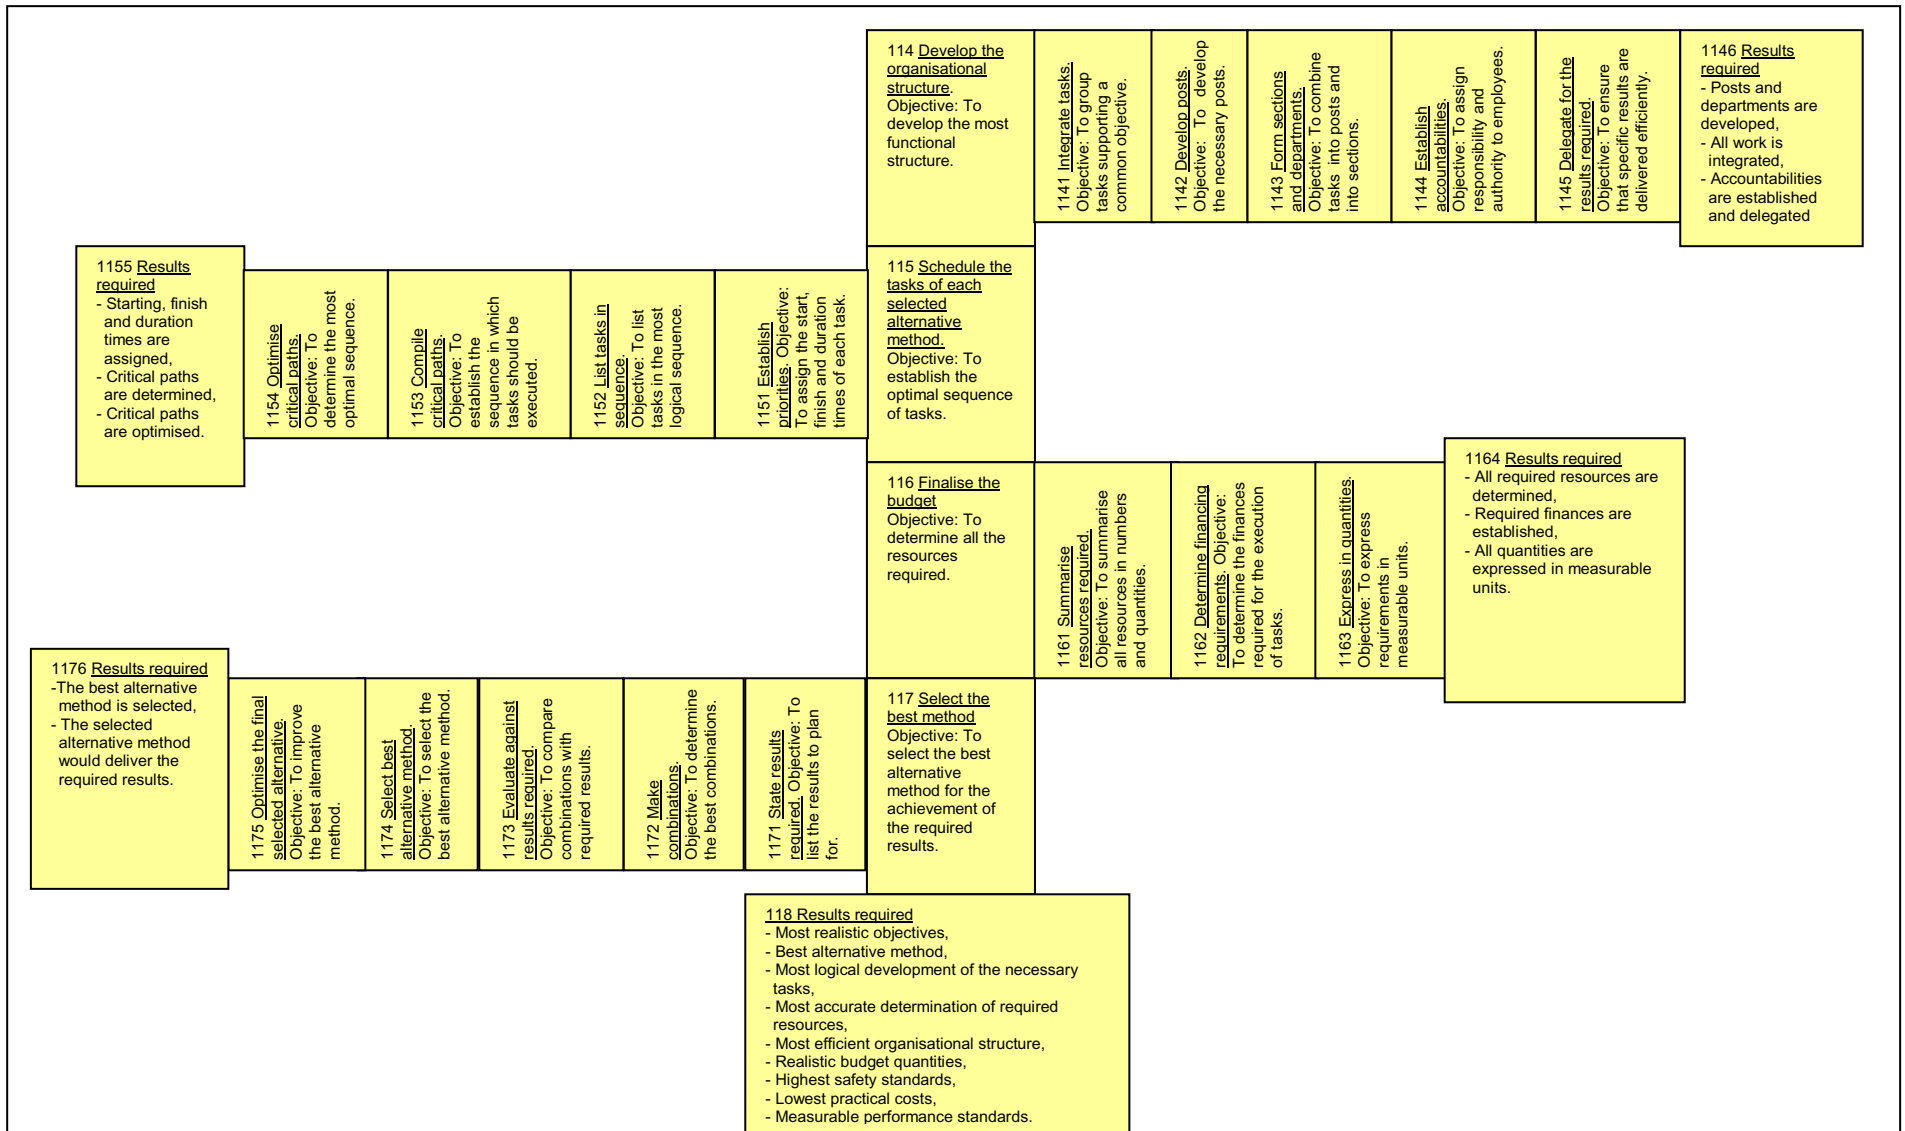 114 Develop the
organisational
structure.
Objective: To
develop the most
functional
structure.
1141 Integrate tasks.
Objective: To group
tasks supporting a
common objective.
1142 Develop posts.
Objective: To develop
the necessary posts.
1143 Form sections
and departments.
Objective: To combine
tasks into posts and
into sections.
1144 Establish
accountabilities.
Objective: To assign
responsibility and
authority to employees.
1145 Delegate for the
results required.
Objective: To ensure
that specific results are
delivered efficiently.
1146 Results
required
- Posts and
departments are
developed,
- All work is
integrated,
- Accountabilities
are established
and delegated
1155 Results
required
- Starting, finish
and duration
times are
assigned,
- Critical paths
are determined,
- Critical paths
are optimised.
1154 Optimise
critical paths.
Objective: To
determine the most
optimal sequence.
1153 Compile
critical paths.
Objective: To
establish the
sequence in which
tasks should be
executed.
1152 List tasks in
sequence.
Objective: To list
tasks in the most
logical sequence.
1151 Establish
priorities. Objective:
To assign the start,
finish and duration
times of each task.
115 Schedule the
tasks of each
selected
alternative
method.
Objective: To
establish the
optimal sequence
of tasks.
116 Finalise the
budget
Objective: To
determine all the
resources
required.
1161 Summarise
resources required.
Objective: To summarise
all resources in numbers
and quantities.
1162 Determine financing
requirements. Objective:
To determine the finances
required for the execution
of tasks.
1163 Express in quantities.
Objective: To express
requirements in
measurable units.
1164 Results required
- All required resources are
determined,
- Required finances are
established,
- All quantities are
expressed in measurable
units.
1176 Results required
-The best alternative
method is selected,
- The selected
alternative method
would deliver the
required results.
1175 Optimise the final
selected alternative.
Objective: To improve
the best alternative
method.
1174 Select best
alternative method.
Objective: To select the
best alternative method.
1173 Evaluate against
results required.
Objective: To compare
combinations with
required results.
1172 Make
combinations.
Objective: To determine
the best combinations.
1171 State results
required. Objective: To
list the results to plan
for.
117 Select the
best method
Objective: To
select the best
alternative
method for the
achievement of
the required
results.
118 Results required
- Most realistic objectives,
- Best alternative method,
- Most logical development of the necessary
tasks,
- Most accurate determination of required
resources,
- Most efficient organisational structure,
- Realistic budget quantities,
- Highest safety standards,
- Lowest practical costs,
- Measurable performance standards.